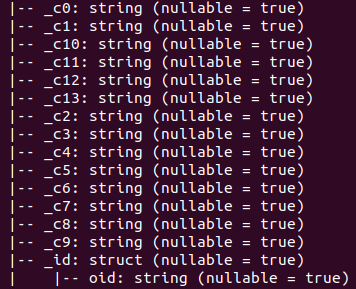 |-- _c0: string (nullable = true)
|-- _c1: string (nullable = true)
|-- _c10: string (nullable = true)
|-- _c11: string (nullable = true)
|-- _c12: string (nullable = true)
|-- _c13: string (nullable = true)
|-- _c2: string (nullable = true)
|-- _c3: string (nullable = true)
|-- _c4: string (nullable = true)
|-- _c5: string (nullable = true)
|-- _c6: string (nullable = true)
|-- _c7: string (nullable = true)
|-- _c8: string (nullable = true)
|-- _c9: string (nullable = true)
|-- _id: struct (nullable = true)
|    |-- oid: string (nullable = true)